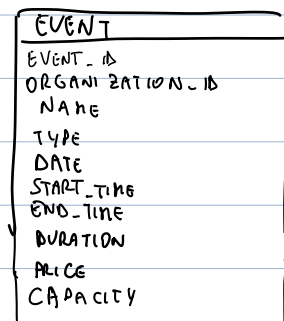 EVENT
EVENT_ID
ORGANIZATION_ID
NAME
TYPE
DATE
START_TIME
END_TIME
DURATION
PRICE
CAPACITY